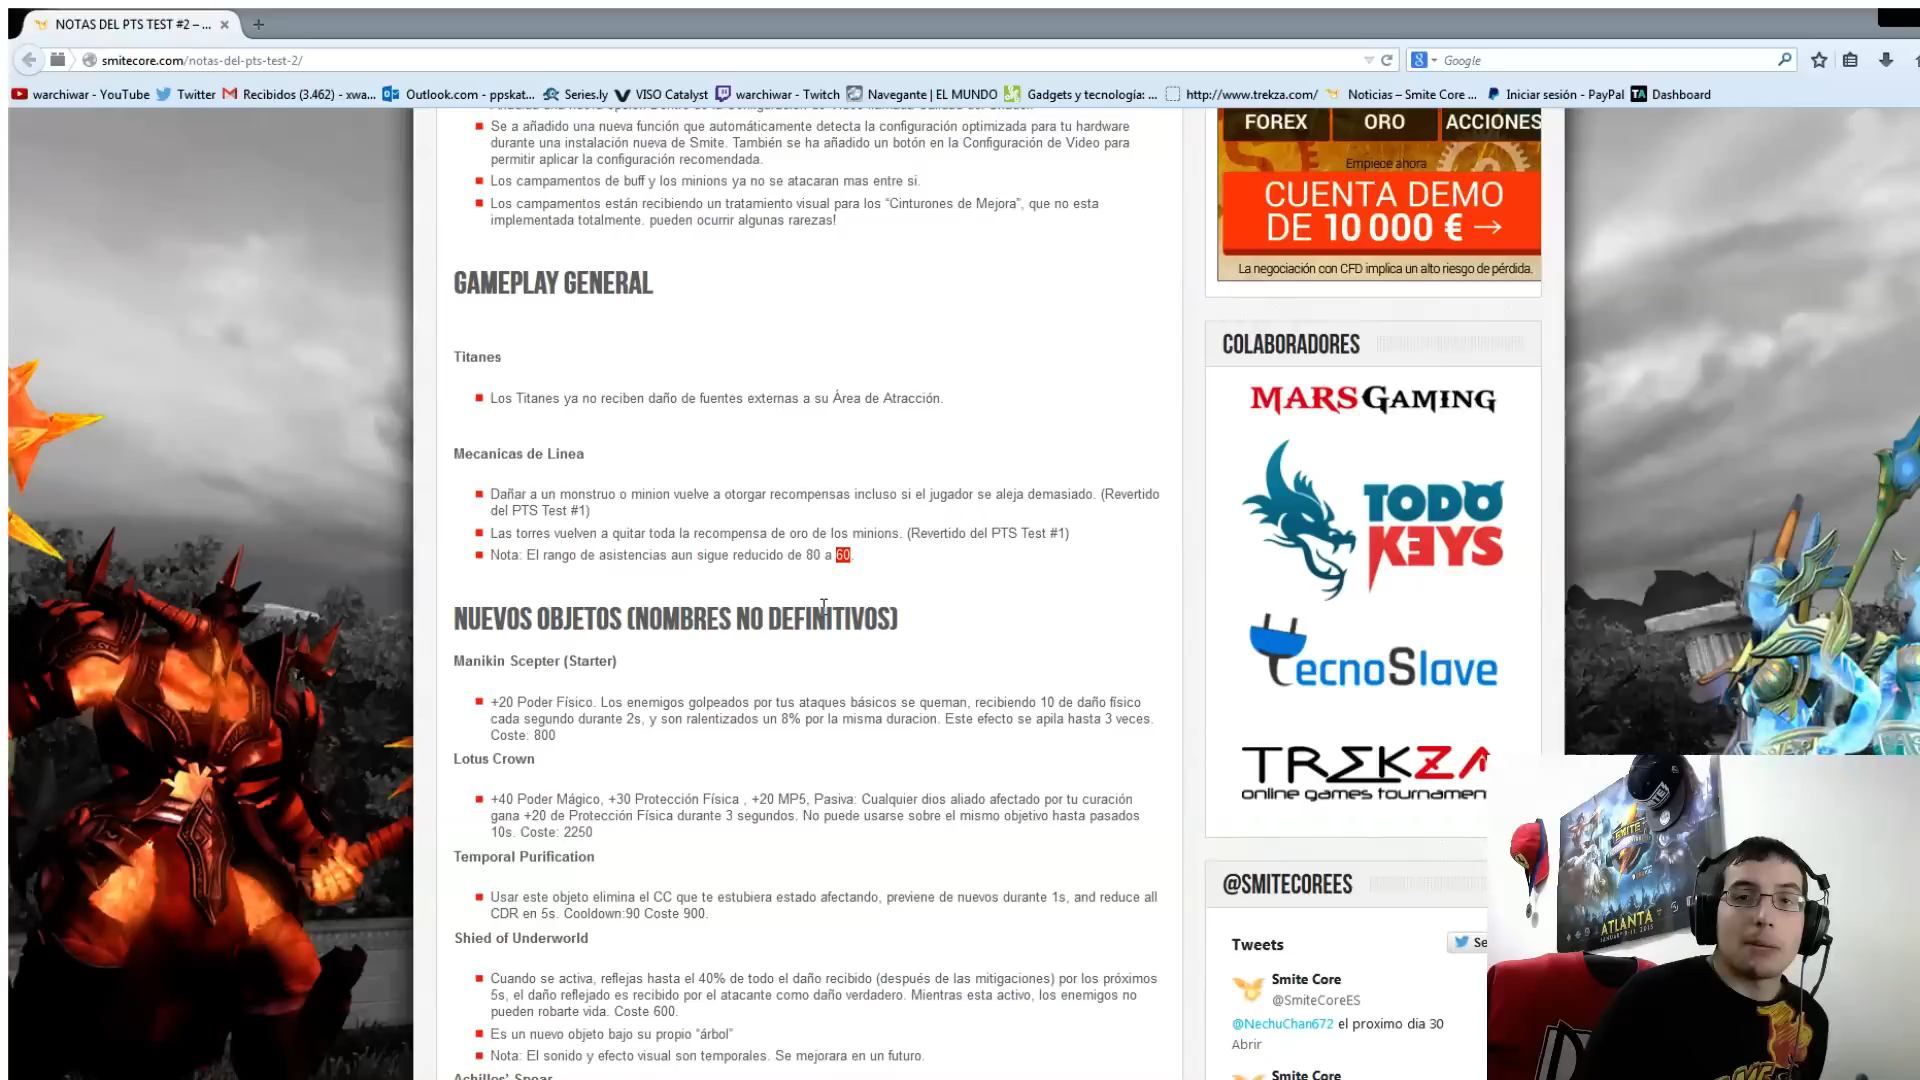 NOTAS DEL PTS TEST #2 – ...
smitecore.com/notas-del-pts-test-2/
Google
warchiwar - YouTube
Twitter
Recibidos (3.462) - xwa...
Outlook.com - ppskat...
Series.ly
VISO Catalyst
warchiwar - Twitch
Navegante | EL MUNDO
Gadgets y tecnología: ...
http://www.trekza.com/
Noticias – Smite Core ...
Iniciar sesión - PayPal
Dashboard
Se a añadido una nueva función que automáticamente detecta la configuración optimizada para tu hardware
durante una instalación nueva de Smite. También se ha añadido un botón en la Configuración de Video para
permitir aplicar la configuración recomendada.
Los campamentos de buff y los minions ya no se atacaran mas entre si.
Los campamentos están recibiendo un tratamiento visual para los “Cinturones de Mejora”, que no esta
implementada totalmente. pueden ocurrir algunas rarezas!
GAMEPLAY GENERAL
Titanes
Los Titanes ya no reciben daño de fuentes externas a su Área de Atracción.
Mecanicas de Linea
Dañar a un monstruo o minion vuelve a otorgar recompensas incluso si el jugador se aleja demasiado. (Revertido
del PTS Test #1)
Las torres vuelven a quitar toda la recompensa de oro de los minions. (Revertido del PTS Test #1)
Nota: El rango de asistencias aun sigue reducido de 80 a 60.
NUEVOS OBJETOS (NOMBRES NO DEFINITIVOS)
Manikin Scepter (Starter)
+20 Poder Físico. Los enemigos golpeados por tus ataques básicos se queman, recibiendo 10 de daño físico
cada segundo durante 2s, y son ralentizados un 8% por la misma duracion. Este efecto se apila hasta 3 veces.
Coste: 800
Lotus Crown
+40 Poder Mágico, +30 Protección Física , +20 MP5, Pasiva: Cualquier dios aliado afectado por tu curación
gana +20 de Protección Física durante 3 segundos. No puede usarse sobre el mismo objetivo hasta pasados
10s. Coste: 2250
Temporal Purification
Usar este objeto elimina el CC que te estubiera estado afectando, previene de nuevos durante 1s, and reduce all
CDR en 5s. Cooldown:90 Coste 900.
Shied of Underworld
Cuando se activa, reflejas hasta el 40% de todo el daño recibido (después de las mitigaciones) por los próximos
5s, el daño reflejado es recibido por el atacante como daño verdadero. Mientras esta activo, los enemigos no
pueden robarte vida. Coste 600.
Es un nuevo objeto bajo su propio “árbol”
Nota: El sonido y efecto visual son temporales. Se mejorara en un futuro.
Achilles’ Spear
FOREX
ORO
ACCIONES
Empiece ahora
CUENTA DEMO
DE 10 000 € →
La negociación con CFD implica un alto riesgo de pérdida.
COLABORADORES
MARS GAMING
TODO
KEYS
TecnoSlave
TREKZA
online games tournamen
@SMITECOREES
Tweets
Se
Smite Core
@SmiteCoreES
@NechuChan672 el proximo dia 30
Abrir
Smite Core
SMITE
ATLANTA
JANUARY 9-11, 2015